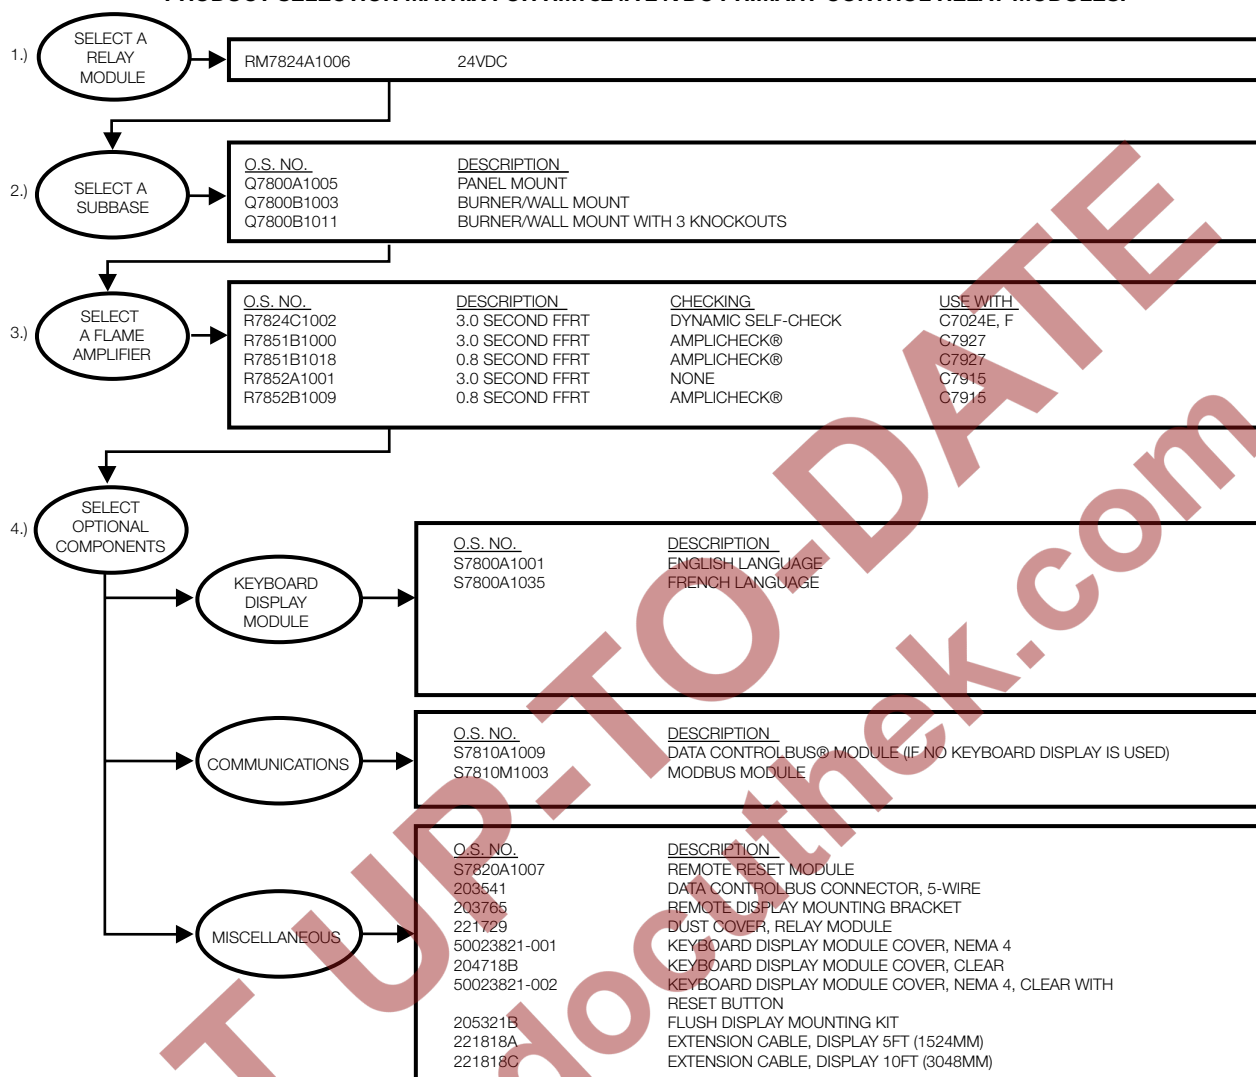 1.)
SELECT A
RELAY
MODULE
RM7824A1006 24VDC
2.)
SELECT A
SUBBASE
O.S. NO. DESCRIPTION
Q7800A1005 PANEL MOUNT
Q7800B1003 BURNER/WALL MOUNT
Q7800B1011 BURNER/WALL MOUNT WITH 3 KNOCKOUTS
3.)
SELECT
A FLAME
AMPLIFIER
O.S. NO. DESCRIPTION CHECKING USE WITH
R7824C1002 3.0 SECOND FFRT DYNAMIC SELF-CHECK C7024E, F
R7851B1000 3.0 SECOND FFRT AMPLICHECK® C7927
R7851B1018 0.8 SECOND FFRT AMPLICHECK® C7927
R7852A1001 3.0 SECOND FFRT NONE C7915
R7852B1009 0.8 SECOND FFRT AMPLICHECK® C7915
4.)
SELECT
OPTIONAL
COMPONENTS
KEYBOARD
DISPLAY
MODULE
O.S. NO. DESCRIPTION
S7800A1001 ENGLISH LANGUAGE
S7800A1035 FRENCH LANGUAGE
COMMUNICATIONS
O.S. NO. DESCRIPTION
S7810A1009 DATA CONTROLBUS® MODULE (IF NO KEYBOARD DISPLAY IS USED)
S7810M1003 MODBUS MODULE
MISCELLANEOUS
O.S. NO. DESCRIPTION
S7820A1007 REMOTE RESET MODULE
203541 DATA CONTROLBUS CONNECTOR, 5-WIRE
203765 REMOTE DISPLAY MOUNTING BRACKET
221729 DUST COVER, RELAY MODULE
50023821-001 KEYBOARD DISPLAY MODULE COVER, NEMA 4
204718B KEYBOARD DISPLAY MODULE COVER, CLEAR
50023821-002 KEYBOARD DISPLAY MODULE COVER, NEMA 4, CLEAR WITH
RESET BUTTON
205321B FLUSH DISPLAY MOUNTING KIT
221818A EXTENSION CABLE, DISPLAY 5FT (1524MM)
221818C EXTENSION CABLE, DISPLAY 10FT (3048MM)
T UP-TO-DATE
docuthek.com